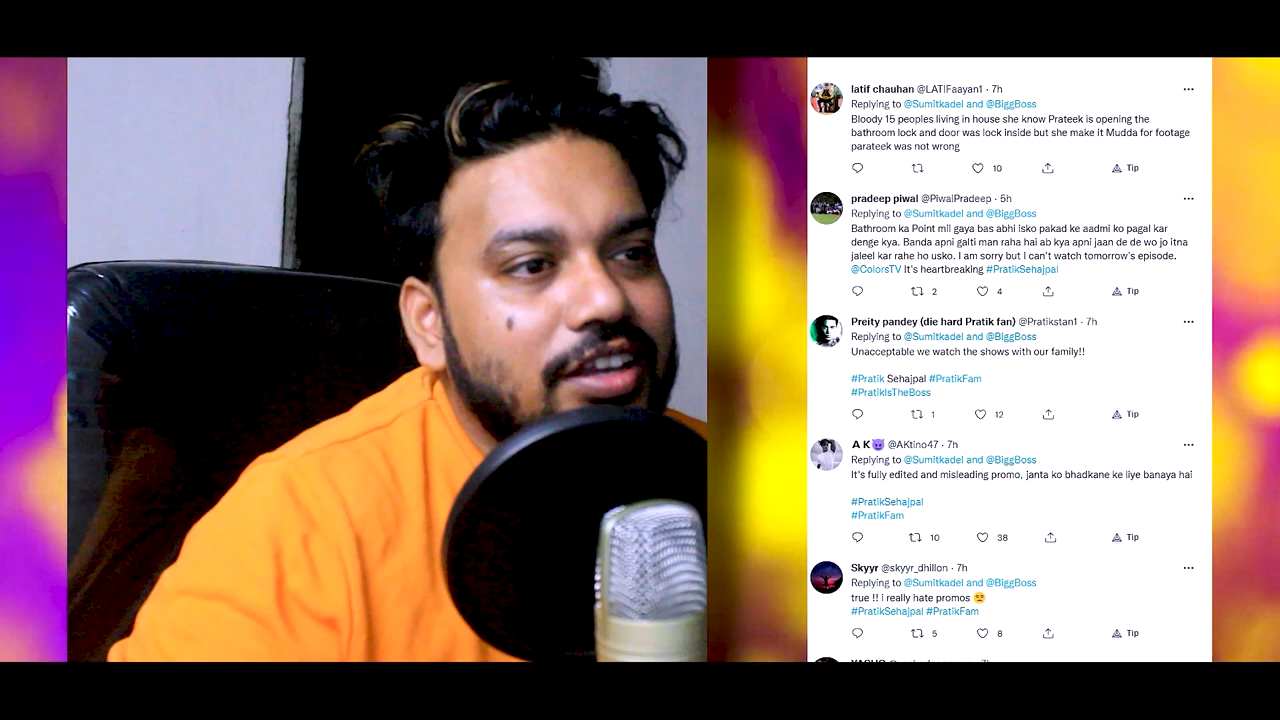 latif chauhan @LATIFaayan1 · 7h
Replying to @Sumitkadel and @BiggBoss
Bloody 15 peoples living in house she know Prateek is opening the
bathroom lock and door was lock inside but she make it Mudda for footage
parateek was not wrong
10 Tip
pradeep piwal @PiwalPradeep · 5h
Replying to @Sumitkadel and @BiggBoss
Bathroom ka Point mil gaya bas abhi isko pakad ke aadmi ko pagal kar
denge kya. Banda apni galti man raha hai ab kya apni jaan de de wo jo itna
jaleel kar rahe ho usko. I am sorry but I can't watch tomorrow's episode.
@ColorsTV It's heartbreaking #PratikSehajpal
2 4 Tip
Preity pandey (die hard Pratik fan) @Pratikstan1 · 7h
Replying to @Sumitkadel and @BiggBoss
Unacceptable we watch the shows with our family!!
#Pratik Sehajpal #PratikFam
#PratikIsTheBoss
1 12 Tip
A K😈 @AKtino47 · 7h
Replying to @Sumitkadel and @BiggBoss
It's fully edited and misleading promo, janta ko bhadkane ke liye banaya hai
#PratikSehajpal
#PratikFam
10 38 Tip
Skyyr @skyyr_dhillon · 7h
Replying to @Sumitkadel and @BiggBoss
true !! i really hate promos 😔
#PratikSehajpal #PratikFam
5 8 Tip